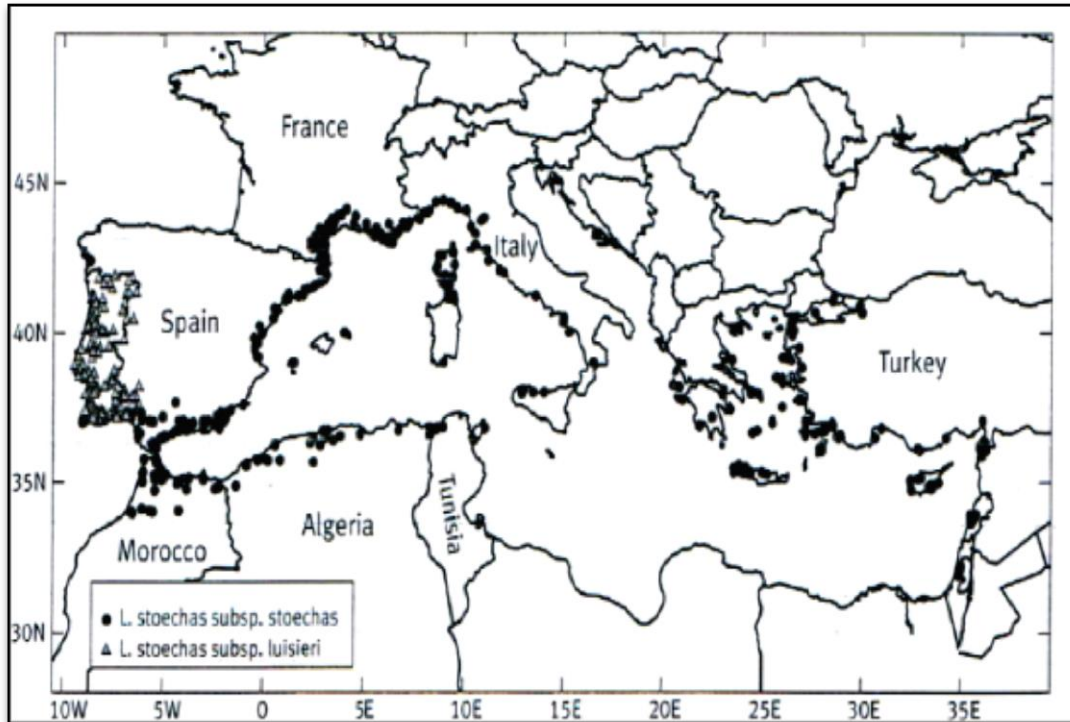 France
45N
Italy
40N
Spain
Turkey
35N
Tunisia
Algeria
Morocco
L. stoechas subsp. stoechas
L. stoechas subsp. luisieri
30N
10W 5W 0 5E 10E 15E 20E 25E 30E 35E